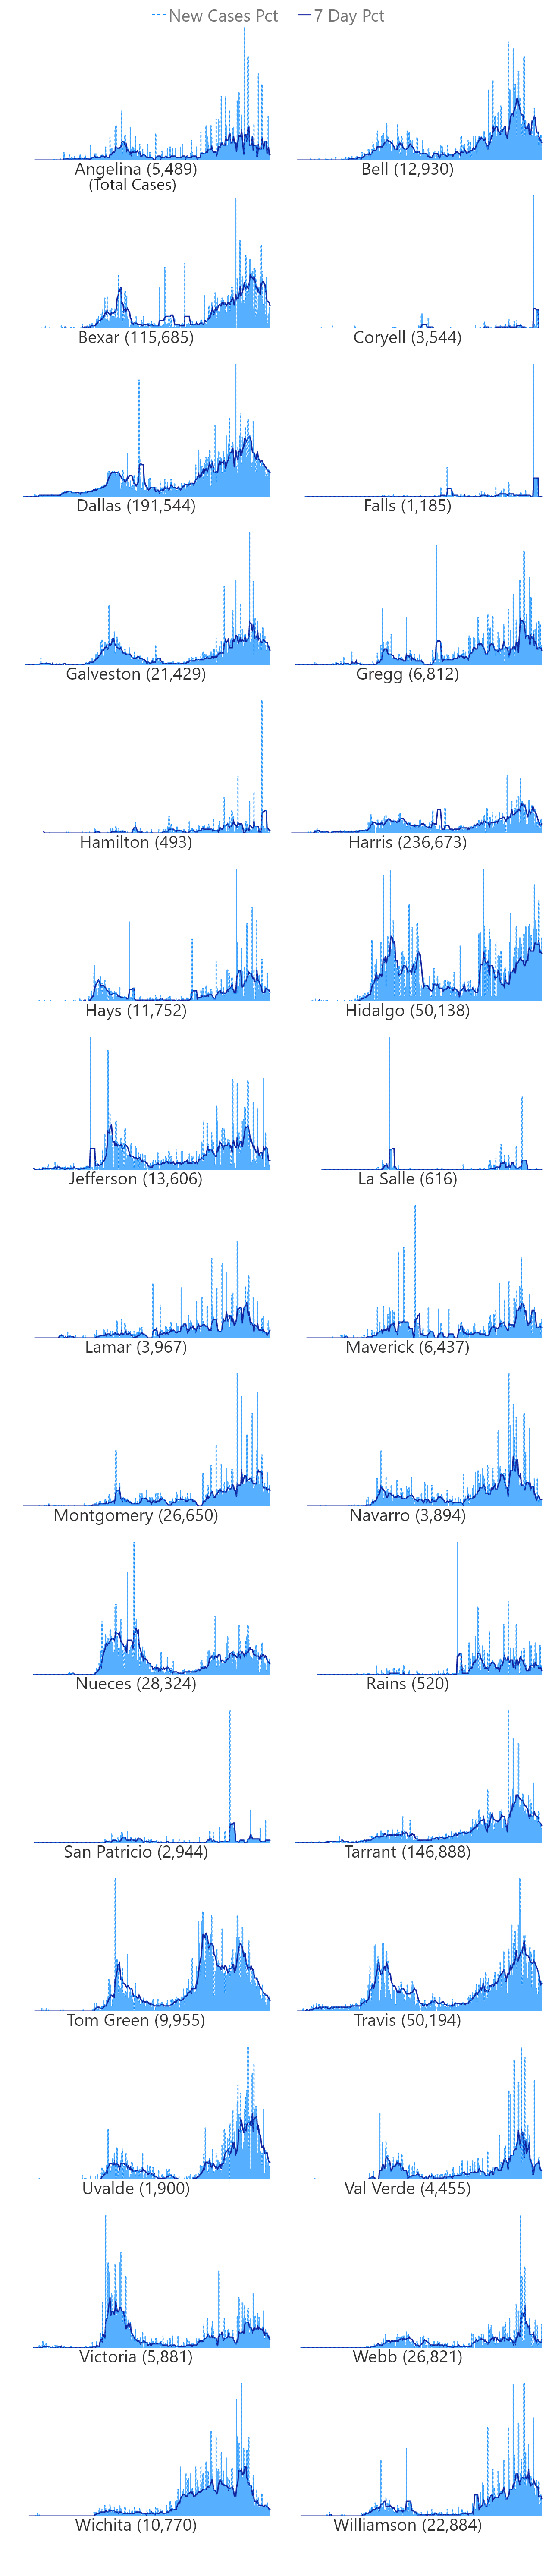 New Cases Pct 7 Day Pct
Angelina (5,489) Bell (12,930)
(Total Cases)
Bexar (115,685) Coryell (3,544)
Dallas (191,544) Falls (1,185)
Galveston (21,429) Gregg (6,812)
Hamilton (493) Harris (236,673)
Hays (11,752) Hidalgo (50,138)
Jefferson (13,606) La Salle (616)
Lamar (3,967) Maverick (6,437)
Montgomery (26,650) Navarro (3,894)
Nueces (28,324) Rains (520)
San Patricio (2,944) Tarrant (146,888)
Tom Green (9,955) Travis (50,194)
Uvalde (1,900) Val Verde (4,455)
Victoria (5,881) Webb (26,821)
Wichita (10,770) Williamson (22,884)